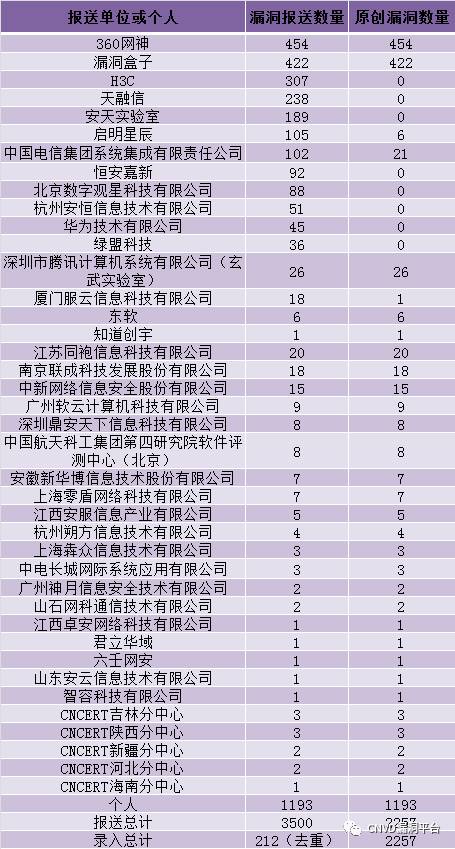 报送单位或个人 漏洞报送数量 原创漏洞数量
360网神 454 454
漏洞盒子 422 422
H3C 307 0
天融信 238 0
安天实验室 189 0
启明星辰 105 6
中国电信集团系统集成有限责任公司 102 21
恒安嘉新 92 0
北京数字观星科技有限公司 88 0
杭州安恒信息技术有限公司 51 0
华为技术有限公司 45 0
绿盟科技 36 0
深圳市腾讯计算机系统有限公司（玄
武实验室） 26 26
厦门服云信息科技有限公司 18 1
东软 6 6
知道创宇 1 1
江苏同袍信息科技有限公司 20 20
南京联成科技发展股份有限公司 18 18
中新网络信息安全股份有限公司 15 15
广州软云计算机科技有限公司 9 9
深圳鼎安天下信息科技有限公司 8 8
中国航天科工集团第四研究院软件评
测中心（北京） 8 8
安徽新华博信息技术股份有限公司 7 7
上海零盾网络科技有限公司 7 7
江西安服信息产业有限公司 5 5
杭州朔方信息技术有限公司 4 4
上海犇众信息技术有限公司 3 3
中电长城网际系统应用有限公司 3 3
广州神月信息安全技术有限公司 2 2
山石网科通信技术有限公司 2 2
江西卓安网络科技有限公司 1 1
君立华域 1 1
六壬网安 1 1
山东安云信息技术有限公司 1 1
智容科技有限公司 1 1
CNCERT吉林分中心 3 3
CNCERT陕西分中心 3 3
CNCERT新疆分中心 2 2
CNCERT河北分中心 2 2
CNCERT海南分中心 1 1
个人 1193 1193
报送总计 3500 2257
录入总计 212（去重） 2257
CNVD漏洞平台